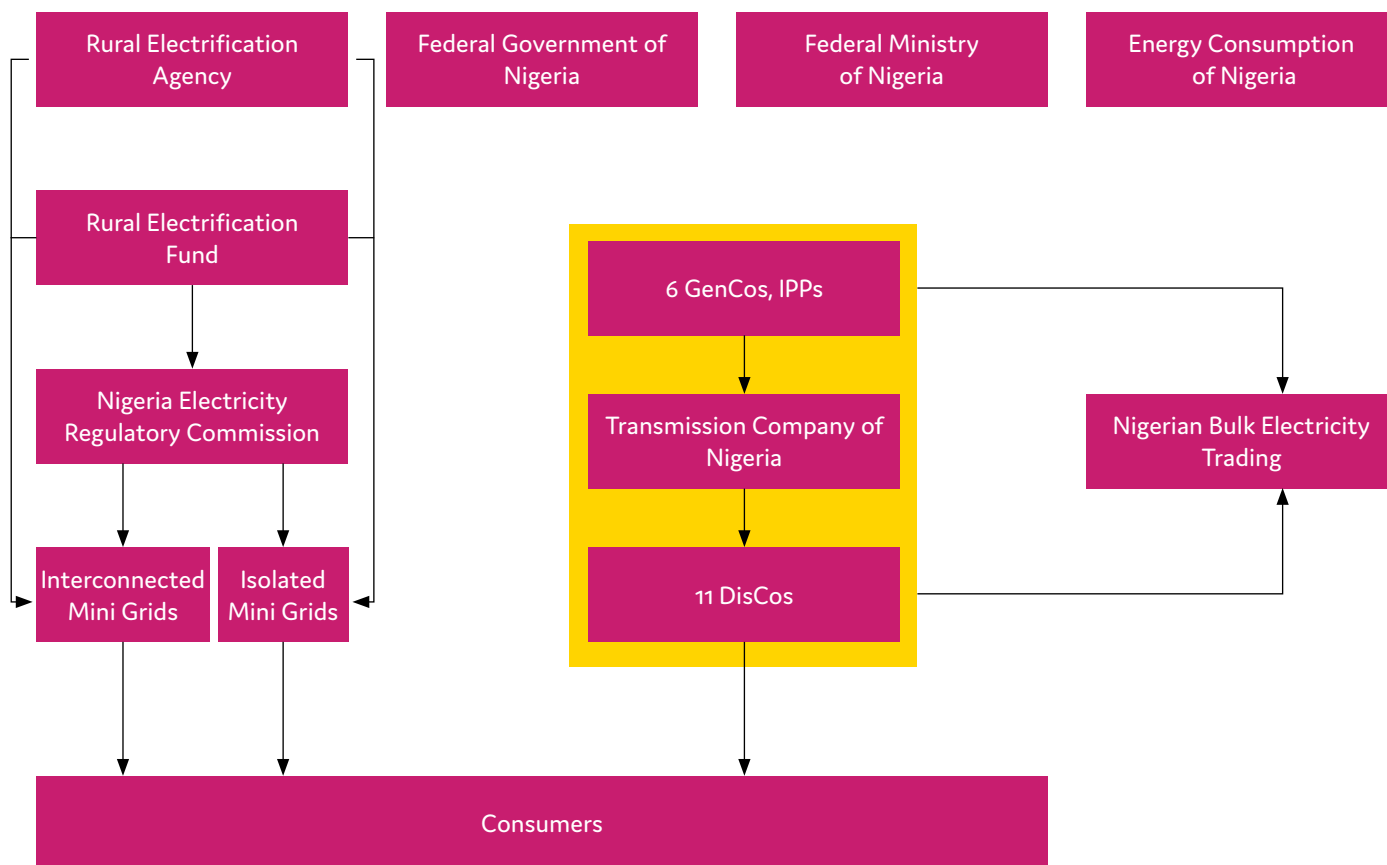 Rural Electrification
Agency
Federal Government of
Nigeria
Federal Ministry
of Nigeria
Energy Consumption
of Nigeria
Rural Electrification
Fund
6 GenCos, IPPs
Nigeria Electricity
Regulatory Commission
Transmission Company of
Nigeria
Nigerian Bulk Electricity
Trading
Interconnected
Mini Grids
Isolated
Mini Grids
11 DisCos
Consumers